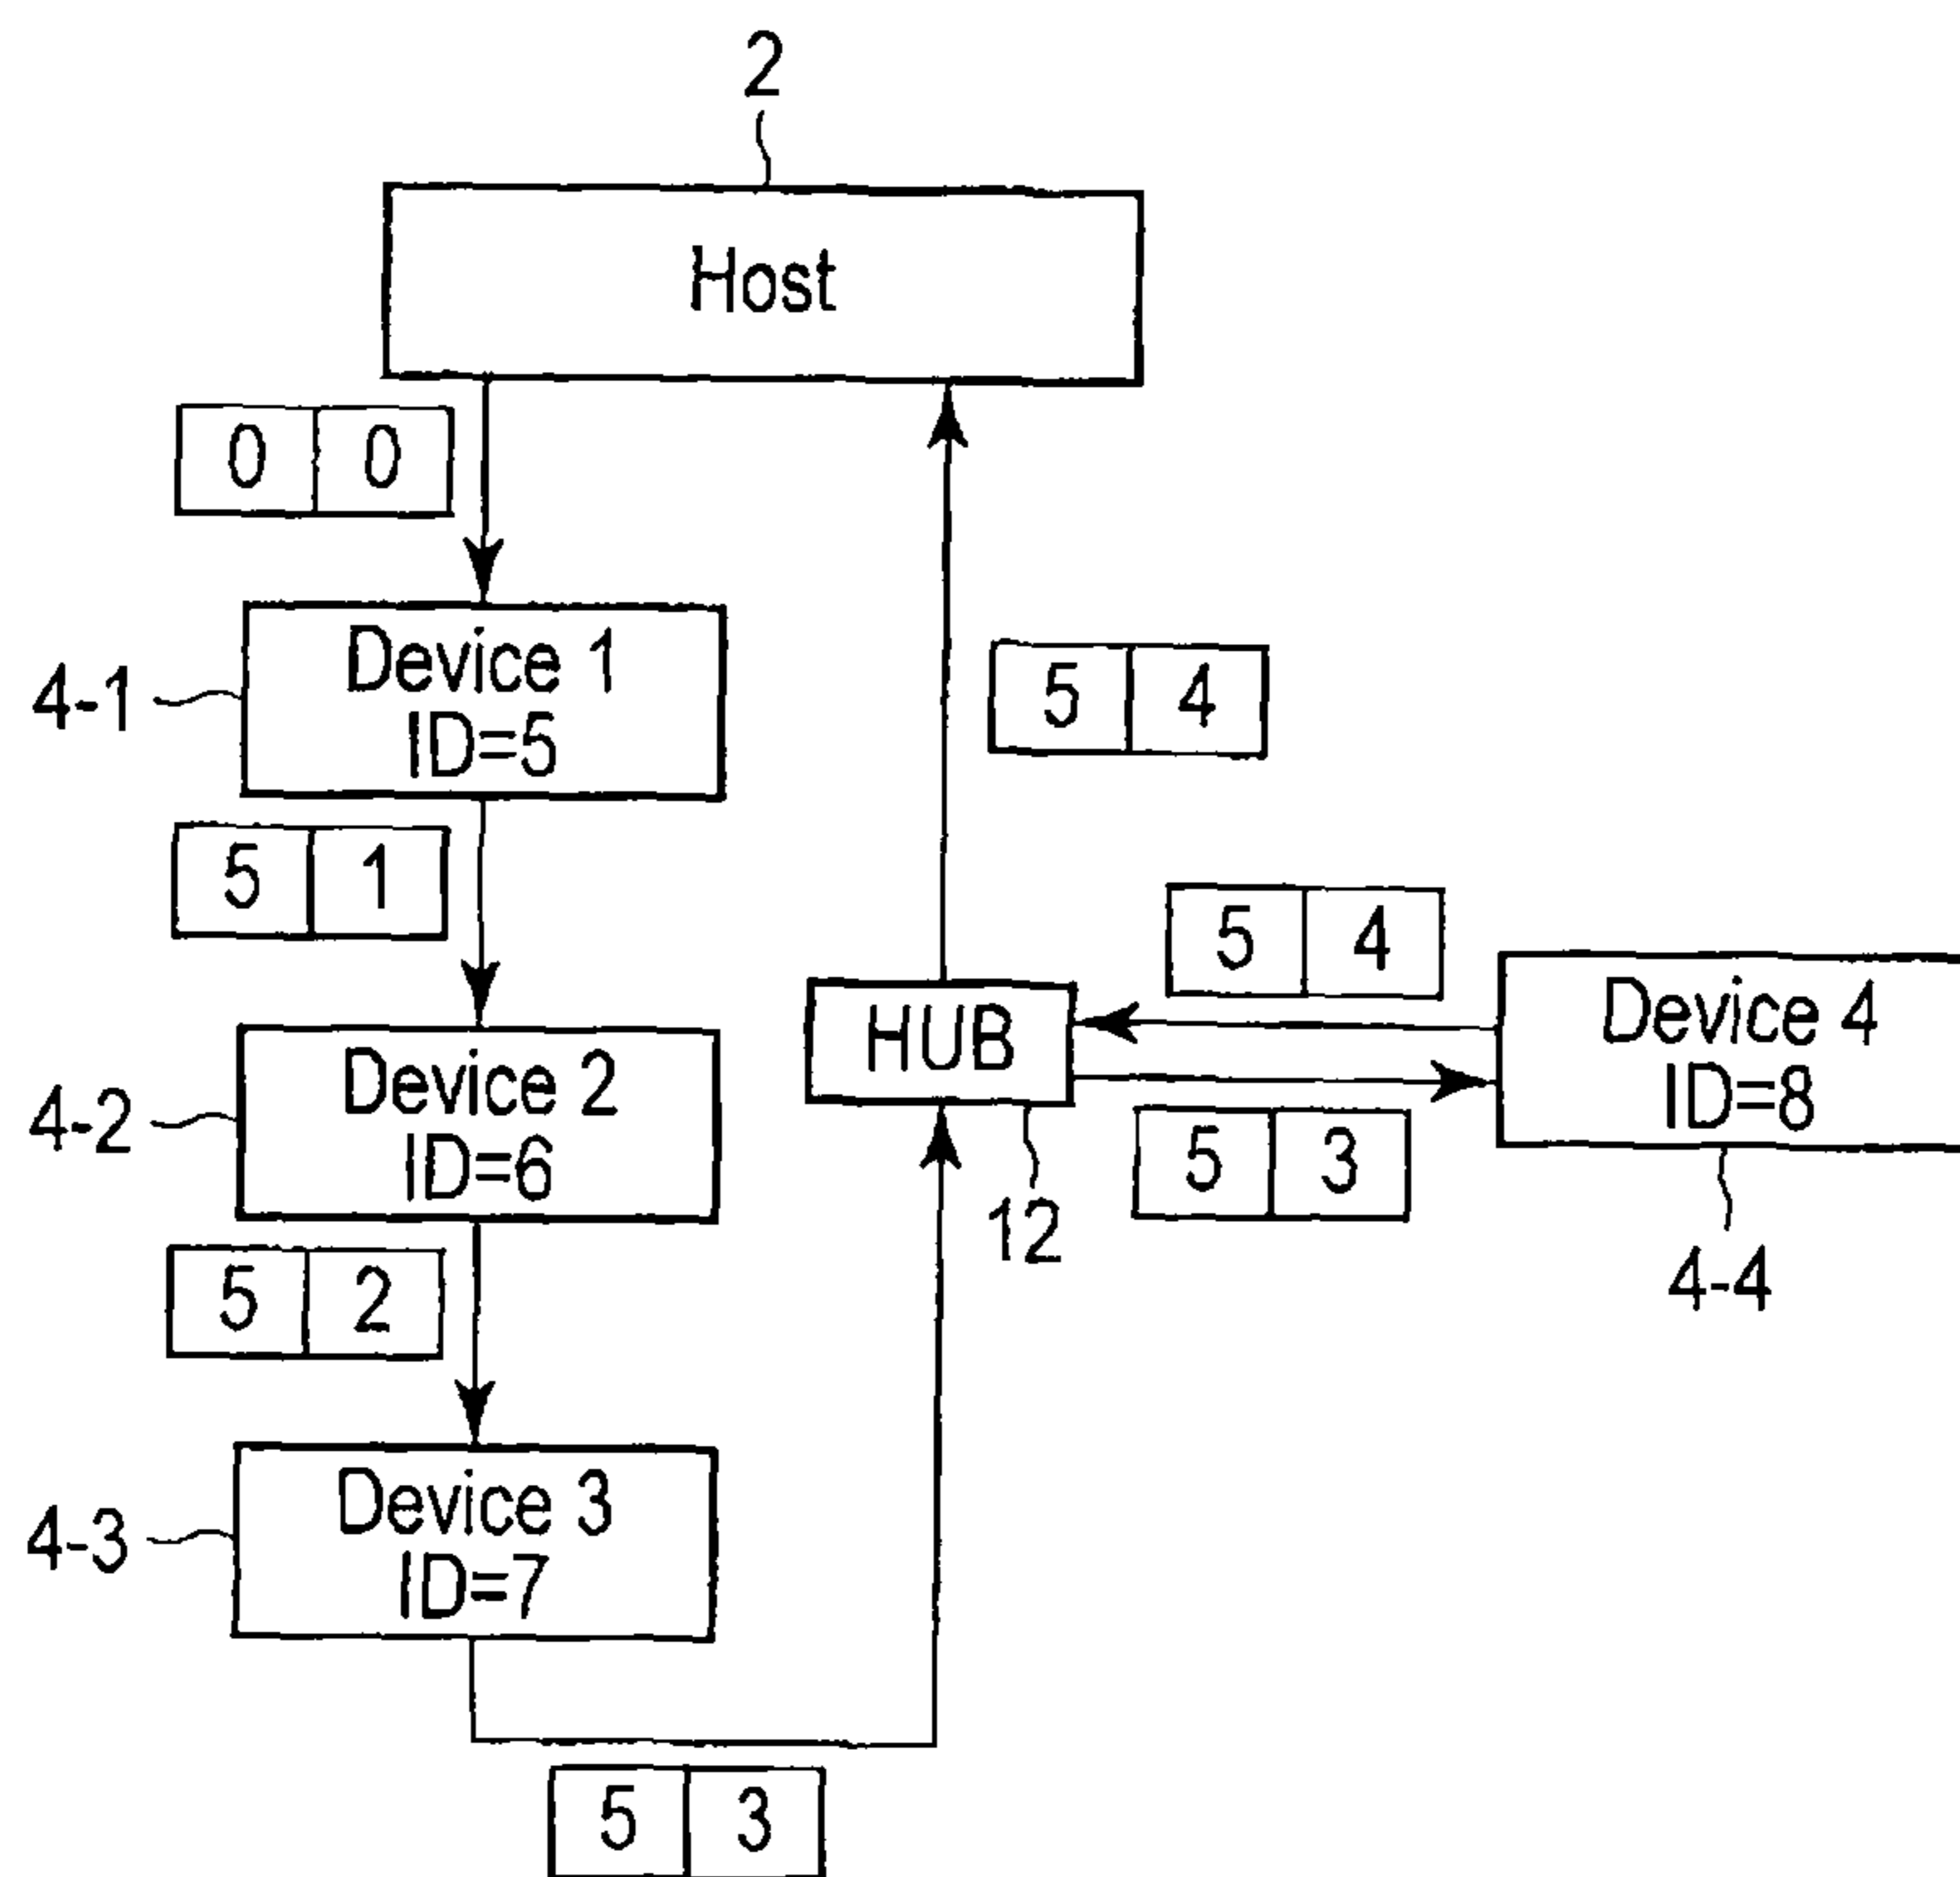 2
Host
0 0
Device 1
ID=5
4-1
5 4
5 1
5 4
Device 4
ID=8
HUB
Device 2
ID=6
4-2
5 3
12
4-4
5 2
Device 3
ID=7
4-3
5 3